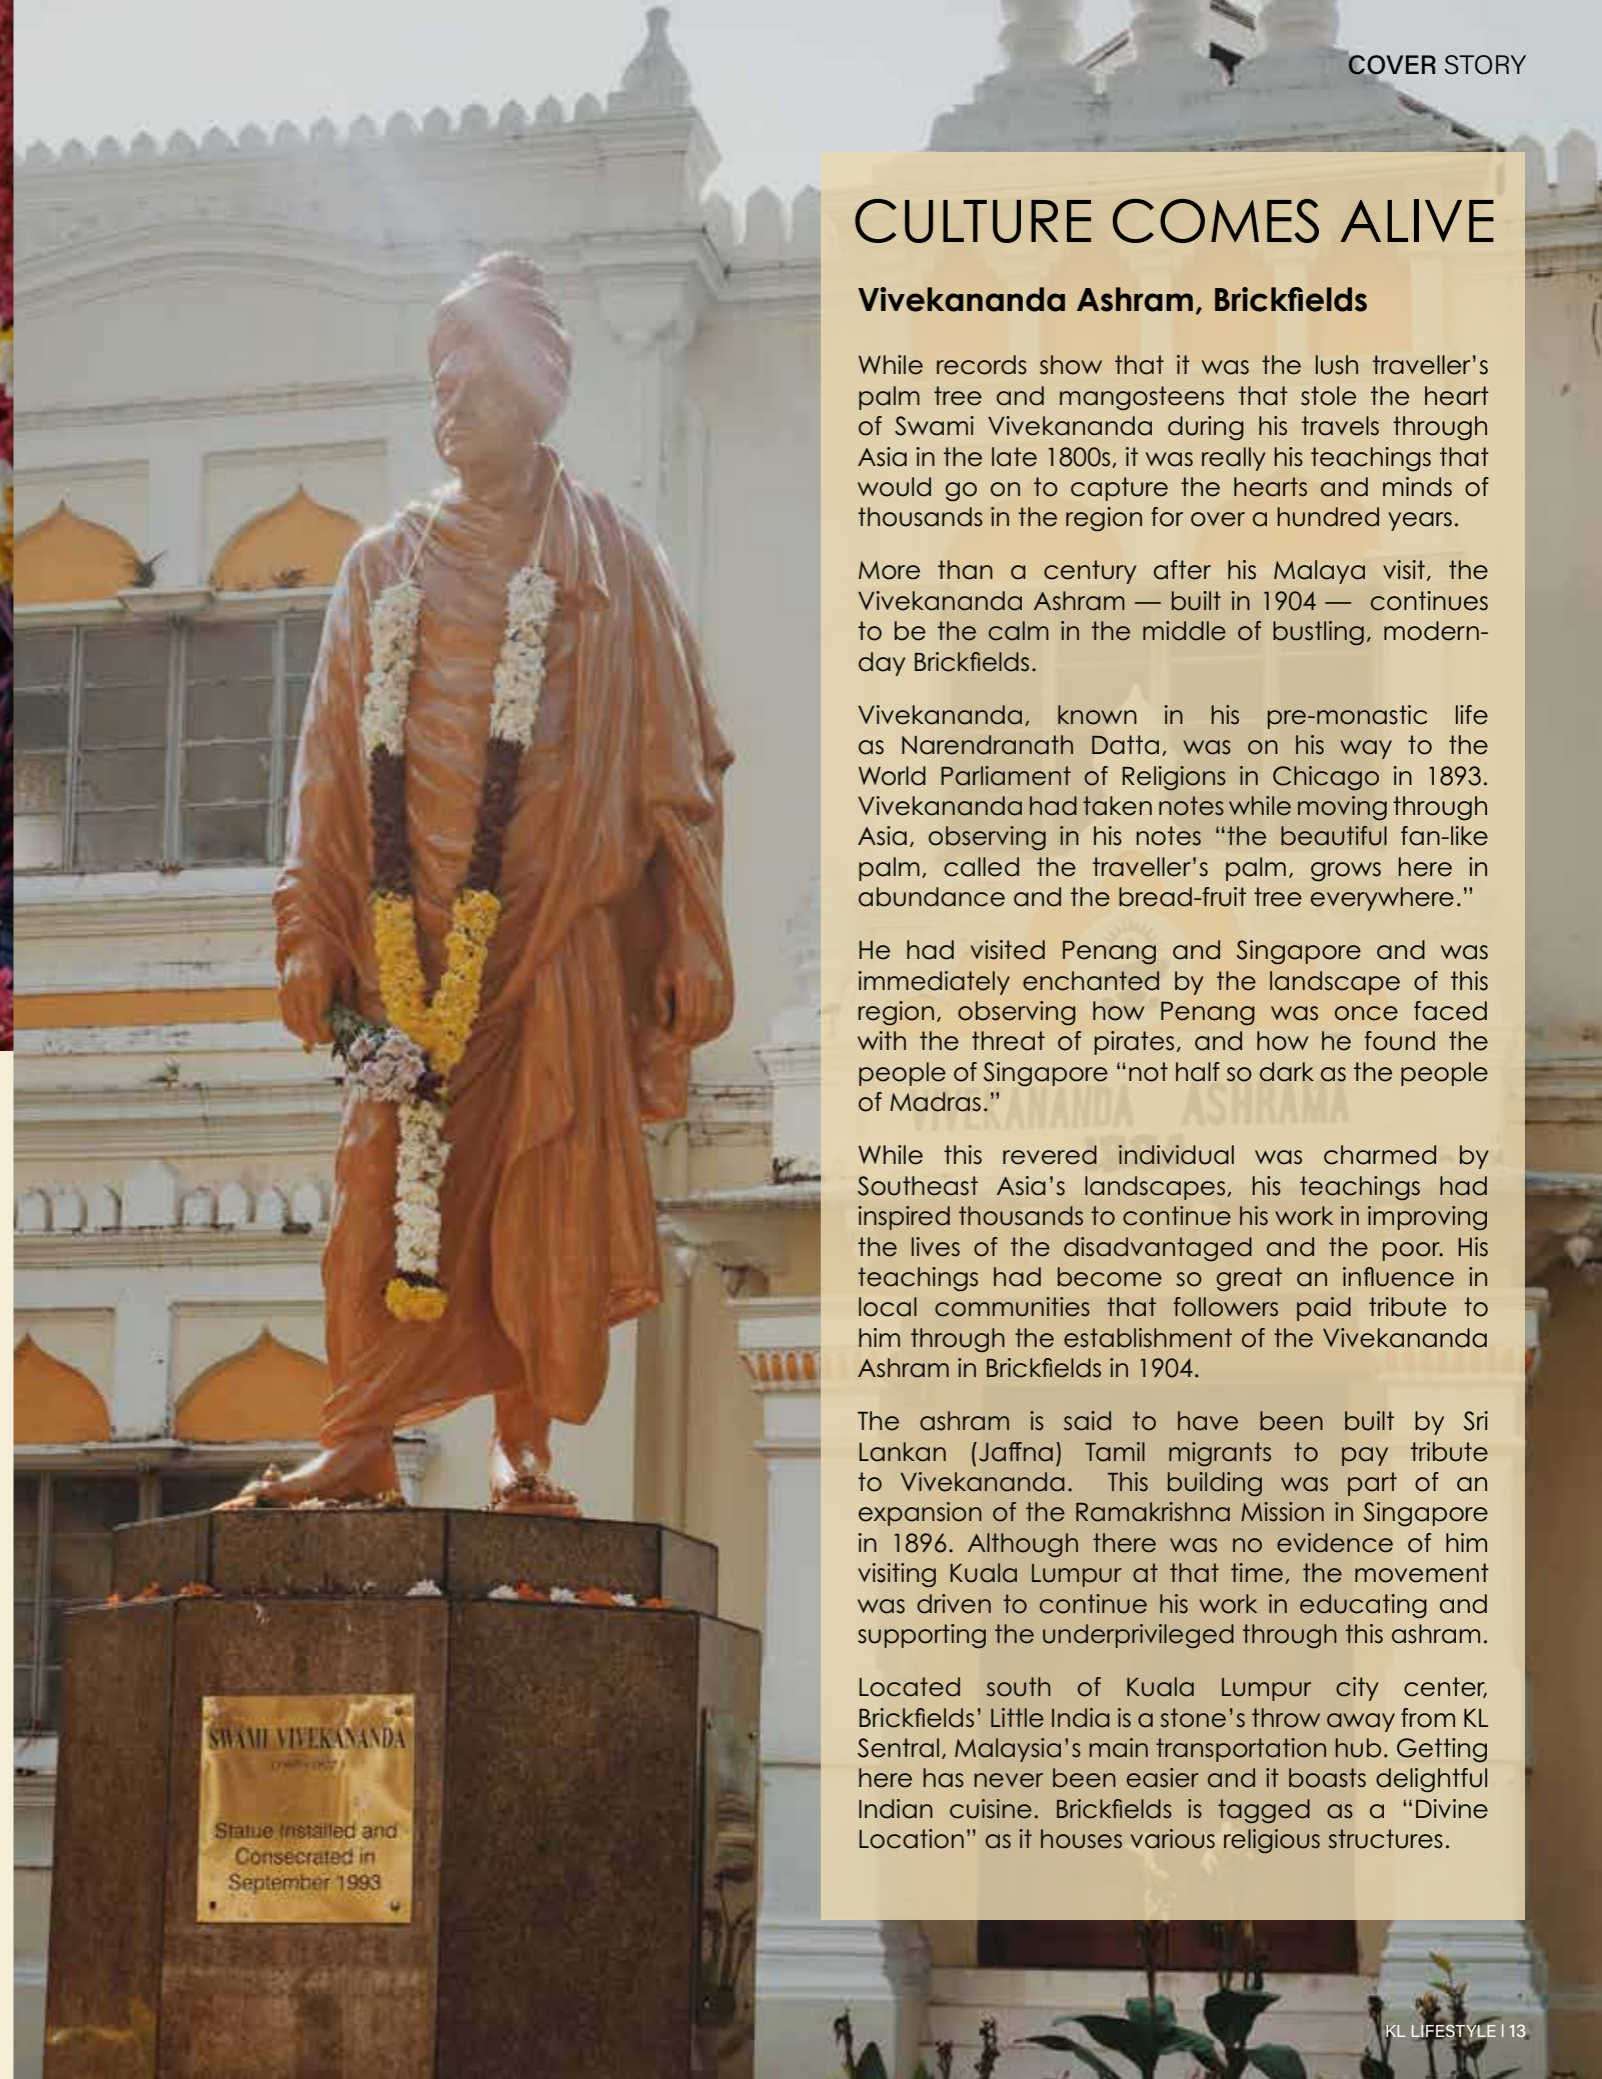 COVER STORY
CULTURE COMES ALIVE
Vivekananda Ashram, Brickfields
While records show that it was the lush traveller’s
palm tree and mangosteens that stole the heart
of Swami Vivekananda during his travels through
Asia in the late 1800s, it was really his teachings that
would go on to capture the hearts and minds of
thousands in the region for over a hundred years.
More than a century after his Malaya visit, the
Vivekananda Ashram — built in 1904 — continues
to be the calm in the middle of bustling, modern-
day Brickfields.
Vivekananda, known in his pre-monastic life
as Narendranath Datta, was on his way to the
World Parliament of Religions in Chicago in 1893.
Vivekananda had taken notes while moving through
Asia, observing in his notes “the beautiful fan-like
palm, called the traveller’s palm, grows here in
abundance and the bread-fruit tree everywhere.”
He had visited Penang and Singapore and was
immediately enchanted by the landscape of this
region, observing how Penang was once faced
with the threat of pirates, and how he found the
people of Singapore “not half so dark as the people
of Madras.”
While this revered individual was charmed by
Southeast Asia’s landscapes, his teachings had
inspired thousands to continue his work in improving
the lives of the disadvantaged and the poor. His
teachings had become so great an influence in
local communities that followers paid tribute to
him through the establishment of the Vivekananda
Ashram in Brickfields in 1904.
The ashram is said to have been built by Sri
Lankan (Jaffna) Tamil migrants to pay tribute
to Vivekananda. This building was part of an
expansion of the Ramakrishna Mission in Singapore
in 1896. Although there was no evidence of him
visiting Kuala Lumpur at that time, the movement
was driven to continue his work in educating and
supporting the underprivileged through this ashram.
Located south of Kuala Lumpur city center,
Brickfields’ Little India is a stone’s throw away from KL
Sentral, Malaysia’s main transportation hub. Getting
here has never been easier and it boasts delightful
Indian cuisine. Brickfields is tagged as a “Divine
Location” as it houses various religious structures.
VIVEKANANDA ASHRAMA
SWAMI VIVEKANANDA
Statue Installed and
Consecrated in
September 1993
KL LIFESTYLE | 13